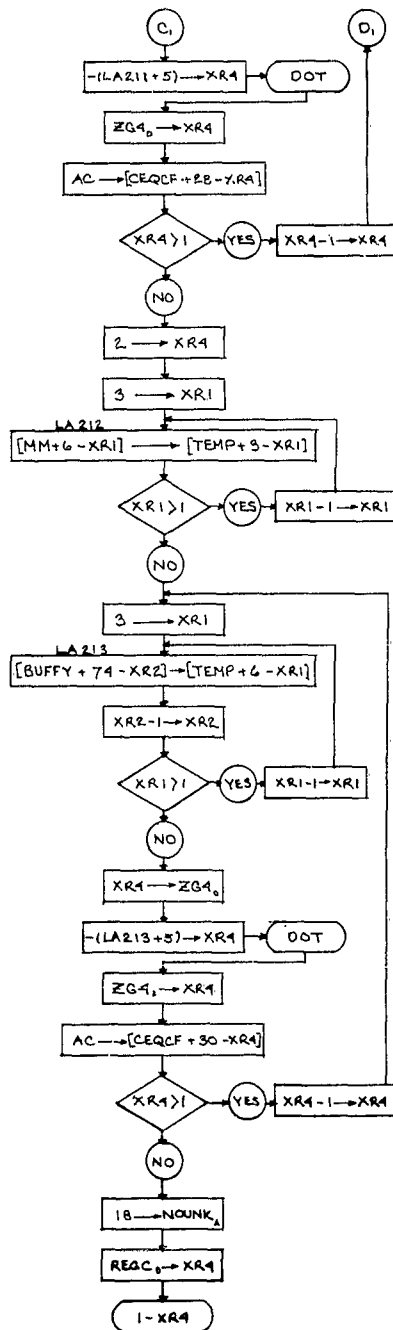 C₁ D₁
-(LA211+5) → XR4 DOT
ZG4D → XR4
AC → [CEQCF+28-XR4]
XR4>1 YES XR4-1 → XR4
NO
2 → XR4
3 → XR1
LA212
[MM+6-XR1] → [TEMP+3-XR1]
XR1>1 YES XR1-1 → XR1
NO
3 → XR1
LA213
[BUFFY+74-XR2] → [TEMP+6-XR1]
XR2-1 → XR2
XR1>1 YES XR1-1 → XR1
NO
XR4 → ZG4D
-(LA213+5) → XR4 DOT
ZG4D → XR4
AC → [CEQCF+30-XR4]
XR4>1 YES XR4-1 → XR4
NO
18 → NOUNKA
REGCD → XR4
1-XR4